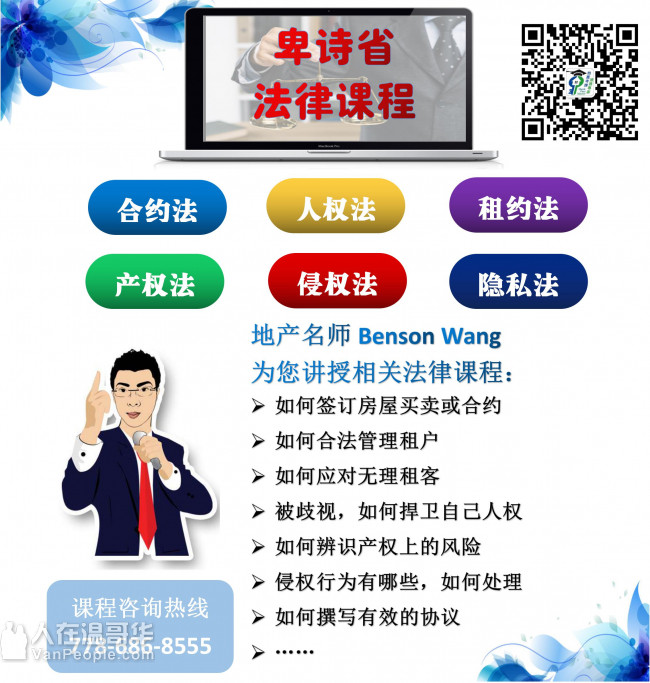 卑诗省
法律课程
MacBook Pro
合约法
人权法
租约法
产权法
侵权法
隐私法
地产名师 Benson Wang
为您讲授相关法律课程：
➢ 如何签订房屋买卖或合约
➢ 如何合法管理租户
➢ 如何应对无理租客
➢ 被歧视，如何捍卫自己人权
➢ 如何辨识产权上的风险
➢ 侵权行为有哪些，如何处理
➢ 如何撰写有效的协议
➢ ······
课程咨询热线
778-886-8555
人在温哥华
VanPeople.com